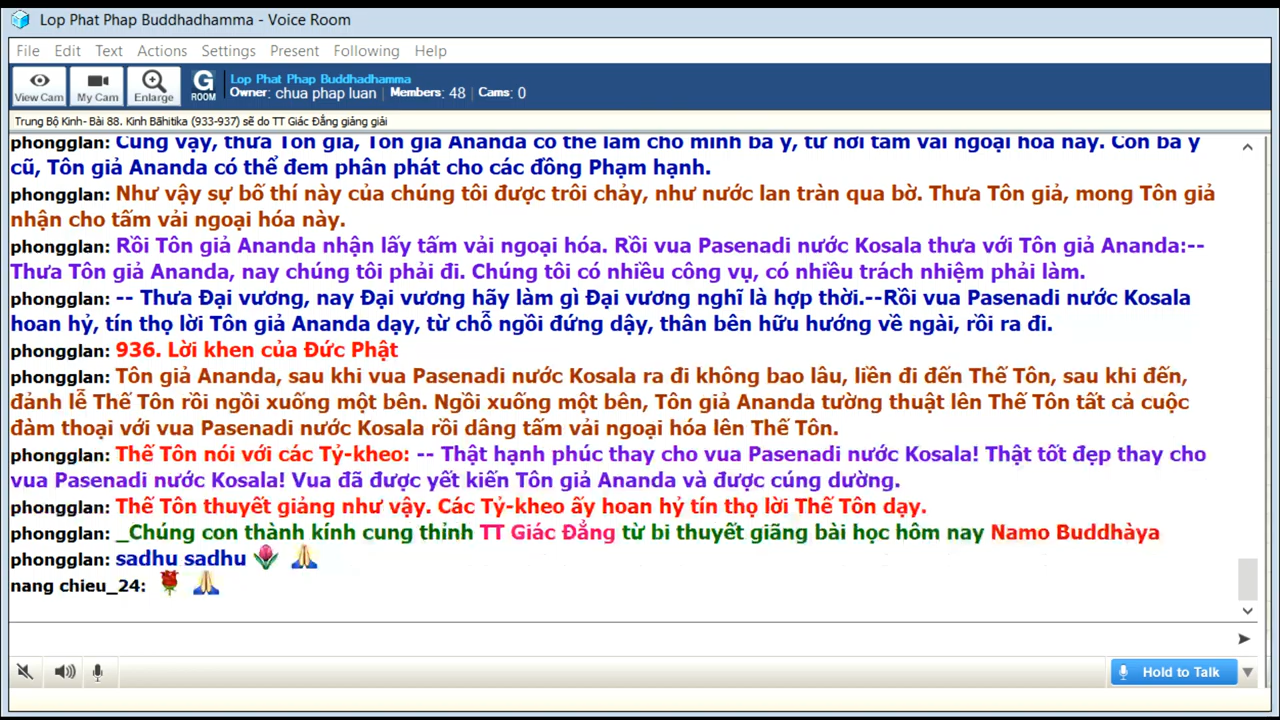 Lop Phat Phap Buddhadhamma - Voice Room
File Edit Text Actions Settings Present Following Help
View Cam My Cam Enlarge G ROOM
Lop Phat Phap Buddhadhamma
Owner: chua phap luan Members: 48 Cams: 0
Trung Bộ Kinh- Bài 88. Kinh Bāhitika (933-937) sẽ do TT Giác Đẳng giảng giải
phongglan: Cũng vậy, thưa Tôn giả, Tôn giả Ananda có thể làm cho mình ba y, từ nơi tấm vải ngoại hóa này. Còn ba y
cũ, Tôn giả Ananda có thể đem phân phát cho các đồng Phạm hạnh.
phongglan: Như vậy sự bố thí này của chúng tôi được trôi chảy, như nước lan tràn qua bờ. Thưa Tôn giả, mong Tôn giả
nhận cho tấm vải ngoại hóa này.
phongglan: Rồi Tôn giả Ananda nhận lấy tấm vải ngoại hóa. Rồi vua Pasenadi nước Kosala thưa với Tôn giả Ananda:--
Thưa Tôn giả Ananda, nay chúng tôi phải đi. Chúng tôi có nhiều công vụ, có nhiều trách nhiệm phải làm.
phongglan: -- Thưa Đại vương, nay Đại vương hãy làm gì Đại vương nghĩ là hợp thời.--Rồi vua Pasenadi nước Kosala
hoan hỷ, tín thọ lời Tôn giả Ananda dạy, từ chỗ ngồi đứng dậy, thân bên hữu hướng về ngài, rồi ra đi.
phongglan: 936. Lời khen của Đức Phật
phongglan: Tôn giả Ananda, sau khi vua Pasenadi nước Kosala ra đi không bao lâu, liền đi đến Thế Tôn, sau khi đến,
đảnh lễ Thế Tôn rồi ngồi xuống một bên. Ngồi xuống một bên, Tôn giả Ananda tường thuật lên Thế Tôn tất cả cuộc
đàm thoại với vua Pasenadi nước Kosala rồi dâng tấm vải ngoại hóa lên Thế Tôn.
phongglan: Thế Tôn nói với các Tỷ-kheo: -- Thật hạnh phúc thay cho vua Pasenadi nước Kosala! Thật tốt đẹp thay cho
vua Pasenadi nước Kosala! Vua đã được yết kiến Tôn giả Ananda và được cúng dường.
phongglan: Thế Tôn thuyết giảng như vậy. Các Tỷ-kheo ấy hoan hỷ tín thọ lời Thế Tôn dạy.
phongglan: _Chúng con thành kính cung thỉnh TT Giác Đẳng từ bi thuyết giãng bài học hôm nay Namo Buddhàya
phongglan: sadhu sadhu
nang chieu_24:
Hold to Talk